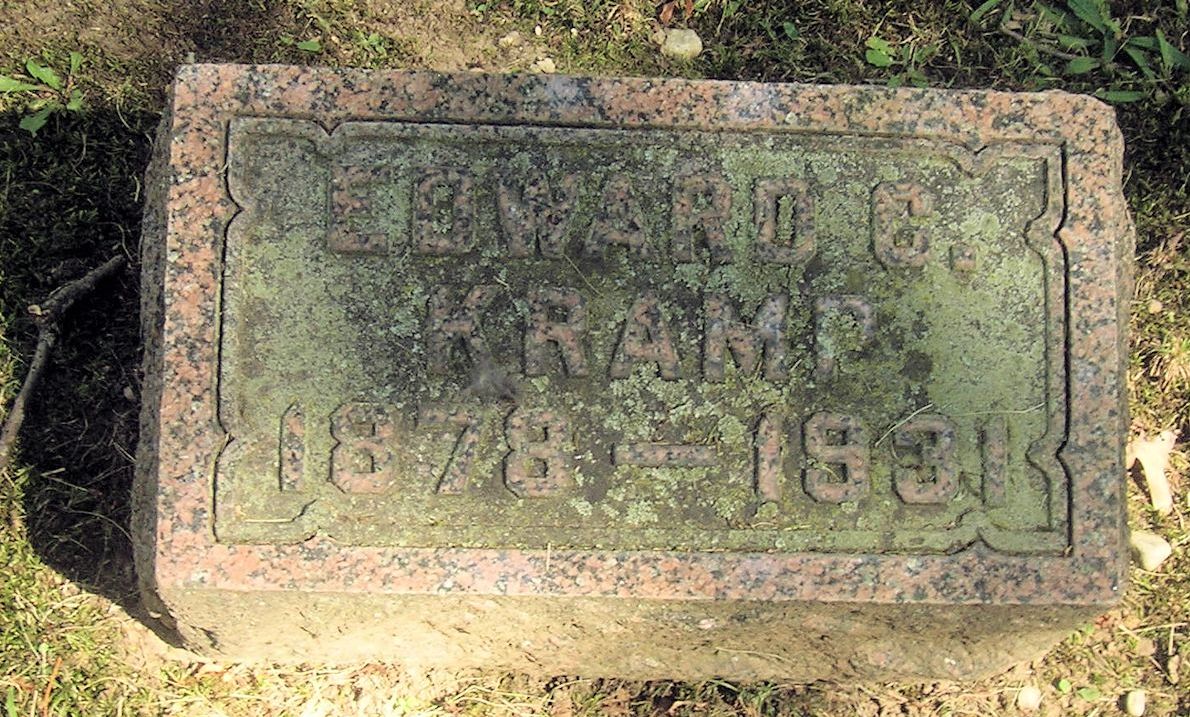 EDWARD C.
KRAMP
1878 — 1931